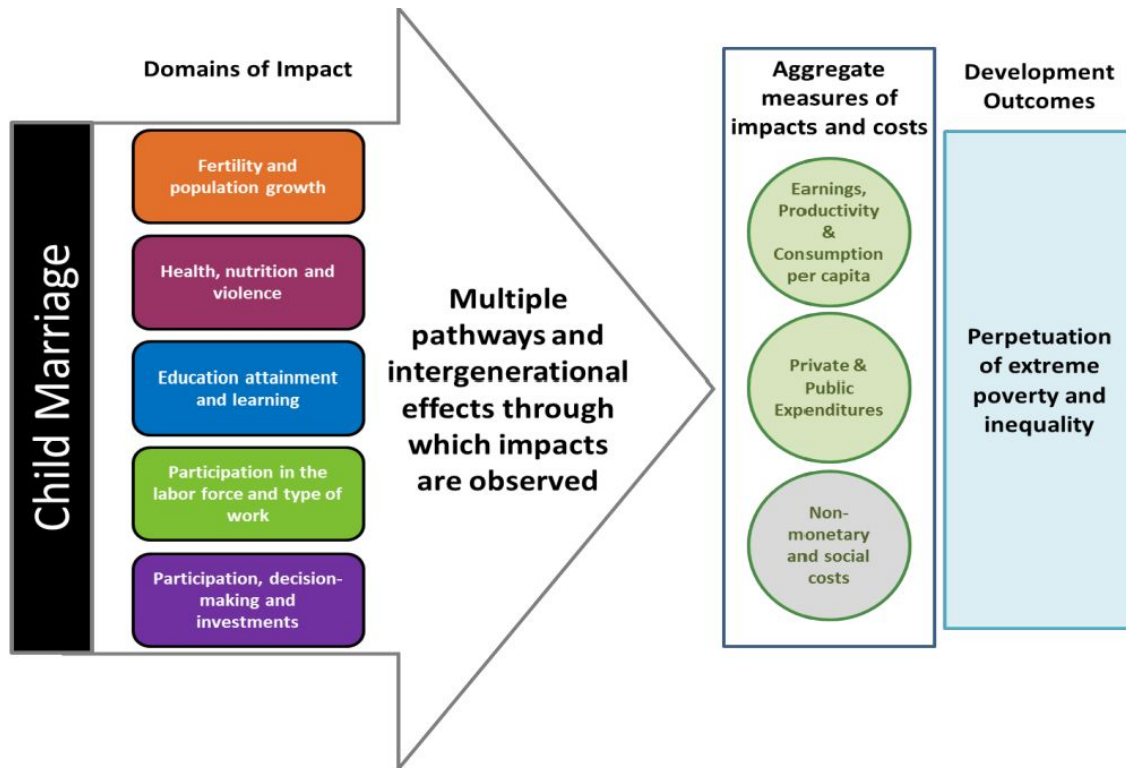 Child Marriage
Domains of Impact
Fertility and
population growth
Health, nutrition and
violence
Education attainment
and learning
Participation in the
labor force and type of
work
Participation, decision-
making and
investments
Multiple
pathways and
intergenerational
effects through
which impacts
are observed
Aggregate
measures of
impacts and costs
Earnings,
Productivity
&
Consumption
per capita
Private &
Public
Expenditures
Non-
monetary
and social
costs
Development
Outcomes
Perpetuation
of extreme
poverty and
inequality